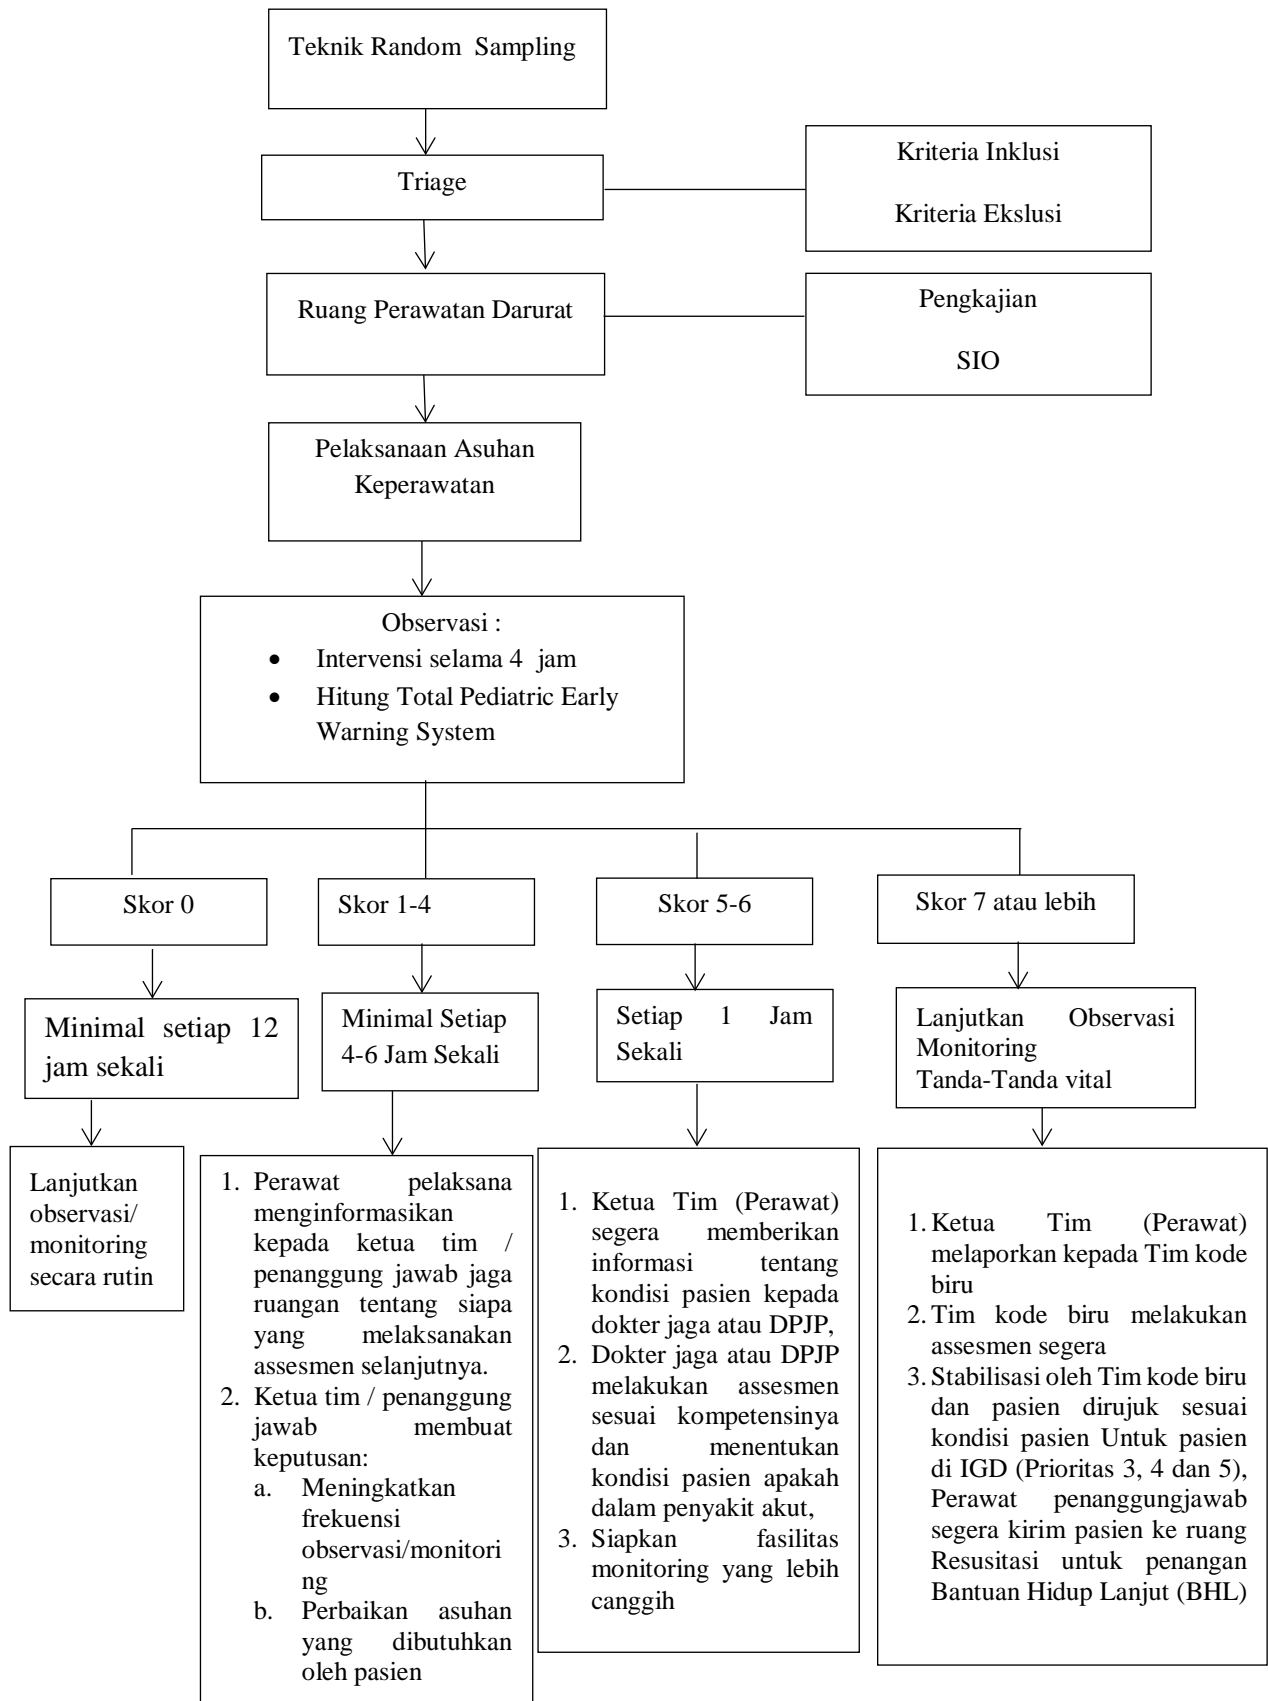 Teknik Random Sampling
Triage
Kriteria Inklusi
Kriteria Ekslusi
Ruang Perawatan Darurat
Pengkajian
SIO
Pelaksanaan Asuhan
Keperawatan
Observasi :
• Intervensi selama 4 jam
• Hitung Total Pediatric Early
Warning System
Skor 0
Skor 1-4
Skor 5-6
Skor 7 atau lebih
Minimal setiap 12
jam sekali
Minimal Setiap
4-6 Jam Sekali
Setiap 1 Jam
Sekali
Lanjutkan Observasi
Monitoring
Tanda-Tanda vital
Lanjutkan
observasi/
monitoring
secara rutin
1. Perawat pelaksana
menginformasikan
kepada ketua tim /
penanggung jawab jaga
ruangan tentang siapa
yang melaksanakan
assesmen selanjutnya.
2. Ketua tim / penanggung
jawab membuat
keputusan:
a. Meningkatkan
frekuensi
observasi/monitori
ng
b. Perbaikan asuhan
yang dibutuhkan
oleh pasien
1. Ketua Tim (Perawat)
segera memberikan
informasi tentang
kondisi pasien kepada
dokter jaga atau DPJP,
2. Dokter jaga atau DPJP
melakukan assesmen
sesuai kompetensinya
dan menentukan
kondisi pasien apakah
dalam penyakit akut,
3. Siapkan fasilitas
monitoring yang lebih
canggih
1. Ketua Tim (Perawat)
melaporkan kepada Tim kode
biru
2. Tim kode biru melakukan
assesmen segera
3. Stabilisasi oleh Tim kode biru
dan pasien dirujuk sesuai
kondisi pasien Untuk pasien
di IGD (Prioritas 3, 4 dan 5),
Perawat penanggungjawab
segera kirim pasien ke ruang
Resusitasi untuk penangan
Bantuan Hidup Lanjut (BHL)